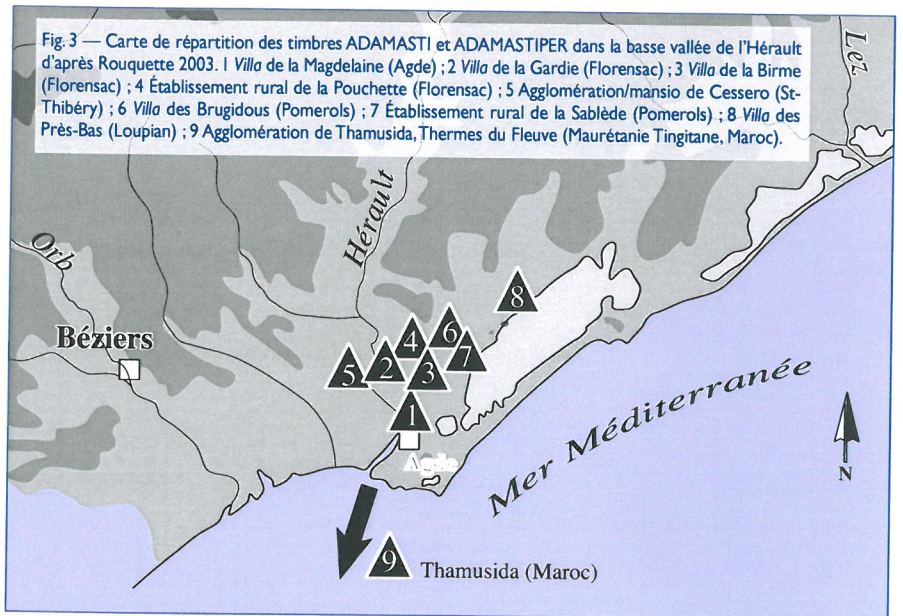 Fig. 3 — Carte de répartition des timbres ADAMASTI et ADAMASTIPER dans la basse vallée de l'Hérault
d'après Rouquette 2003. 1 Villa de la Magdelaine (Agde) ; 2 Villa de la Gardie (Florensac) ; 3 Villa de la Birme
(Florensac) ; 4 Établissement rural de la Pouchette (Florensac) ; 5 Agglomération/mansio de Cessero (St-
Thibéry) ; 6 Villa des Brugidous (Pomerols) ; 7 Établissement rural de la Sablède (Pomerols) ; 8 Villa des
Près-Bas (Loupian) ; 9 Agglomération de Thamusida, Thermes du Fleuve (Maurétanie Tingitane, Maroc).
Lez
Hérault
Orb
8
Béziers
4
6
5
2
3
7
1
Agde
Mer Méditerranée
N
9
Thamusida (Maroc)